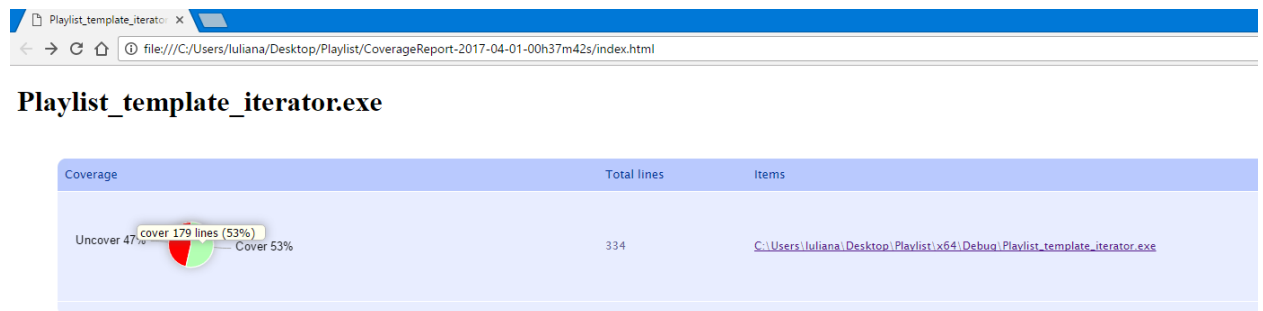 Playlist_template_iterator
file:///C:/Users/Iuliana/Desktop/Playlist/CoverageReport-2017-04-01-00h37m42s/index.html
Playlist_template_iterator.exe
Coverage Total lines Items
cover 179 lines (53%)
Uncover 47% Cover 53% 334 C:\Users\Iuliana\Desktop\Playlist\x64\Debug\Playlist_template_iterator.exe